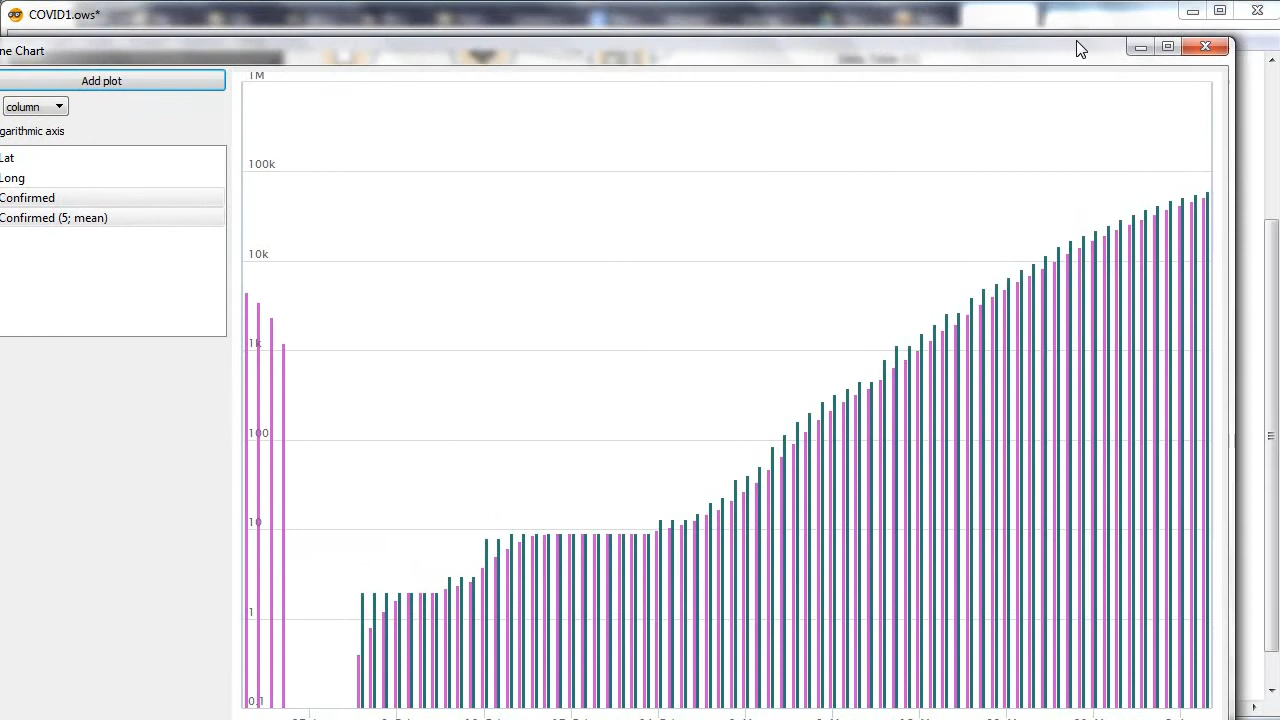 COVID1.ows*
ne Chart
Add plot
column
garithmic axis
Lat
Long
Confirmed
Confirmed (5; mean)
1M
100k
10k
1k
100
10
1
0.1